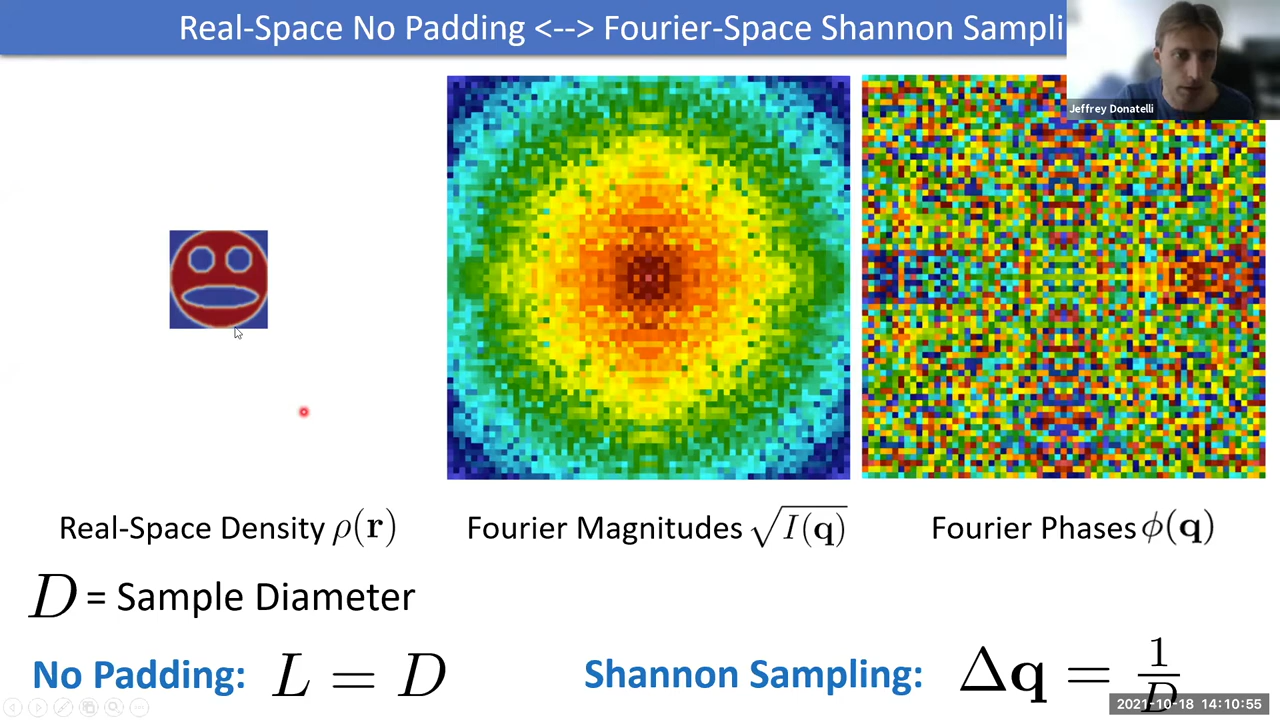 Real-Space No Padding <--> Fourier-Space Shannon Sampli
Jeffrey Donatelli
Real-Space Density ρ(r)
Fourier Magnitudes √I(q)
Fourier Phases ϕ(q)
D = Sample Diameter
No Padding: L = D
Shannon Sampling: Δq = 1/D
2021-10-18 14:10:55